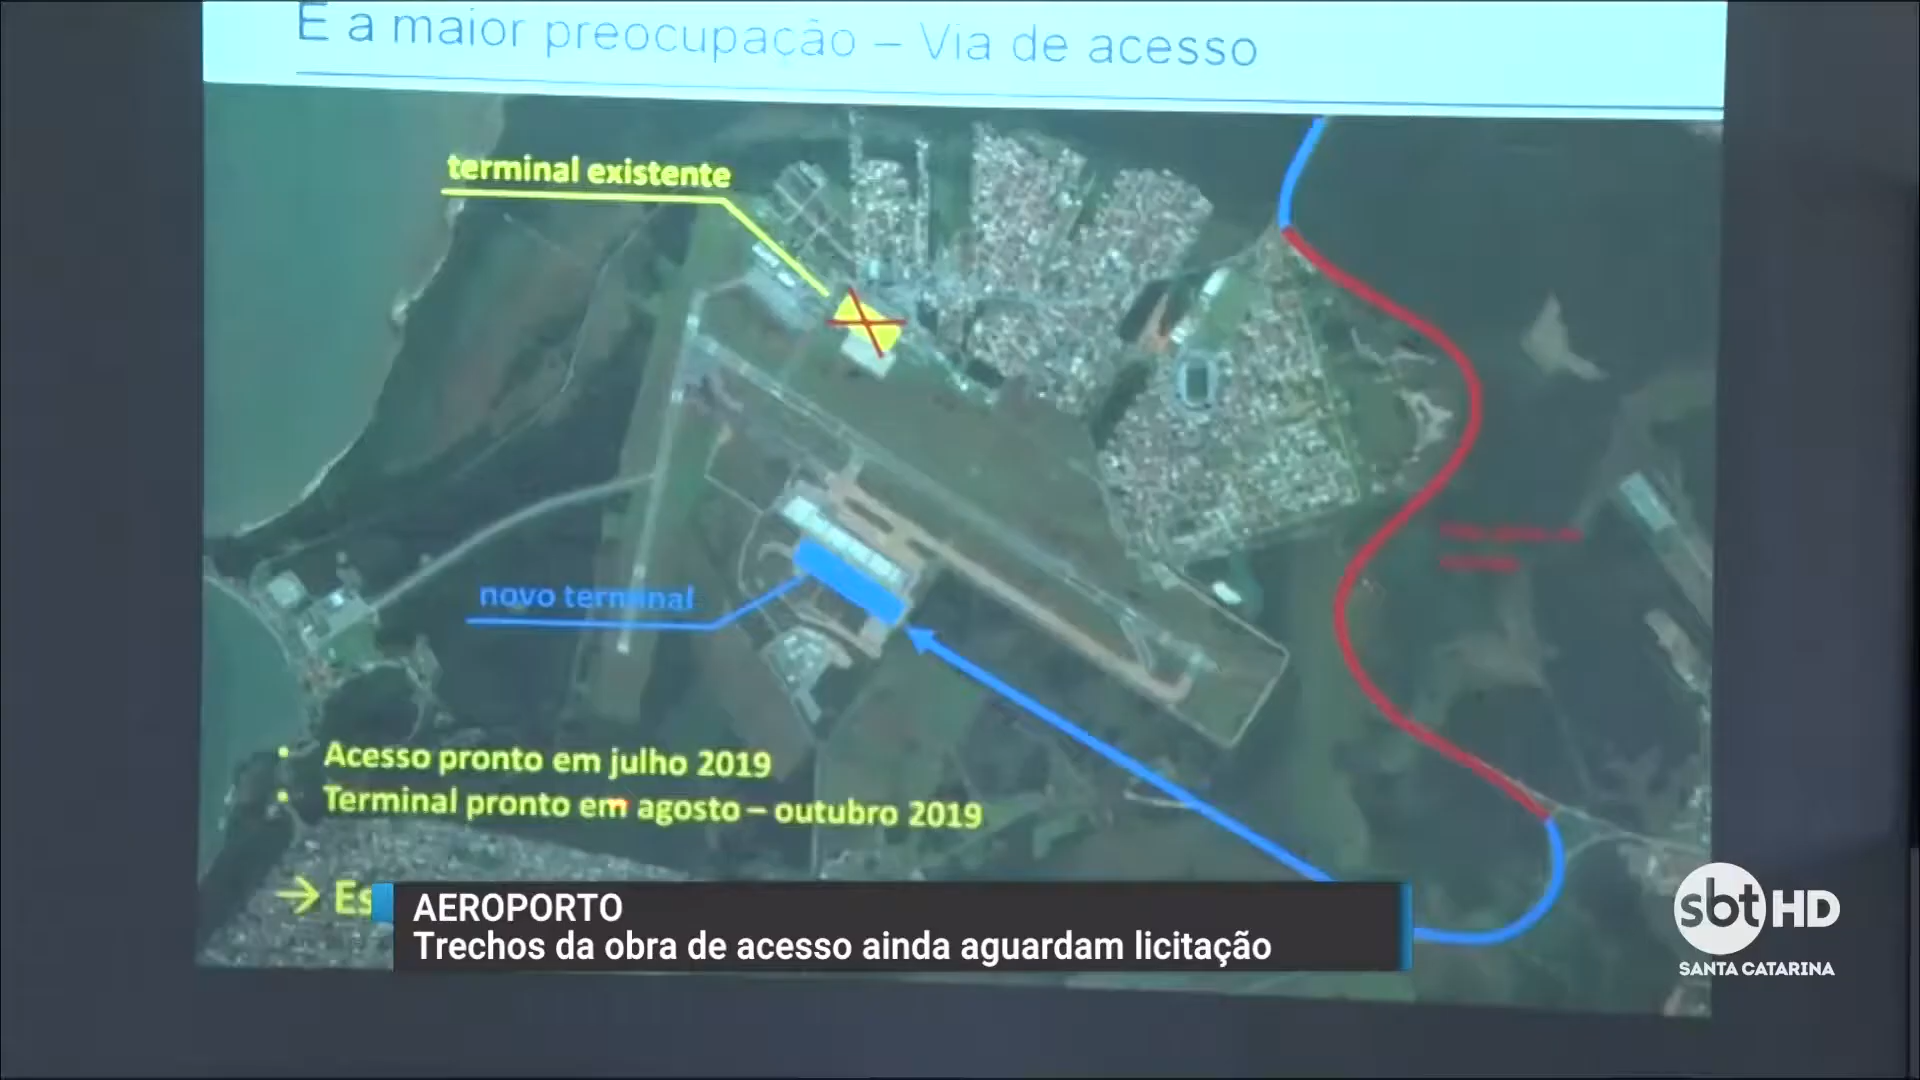 E a maior preocupação – Via de acesso
terminal existente
novo terminal
• Acesso pronto em julho 2019
• Terminal pronto em agosto – outubro 2019
→ Es
AEROPORTO
Trechos da obra de acesso ainda aguardam licitação
sbt HD
SANTA CATARINA